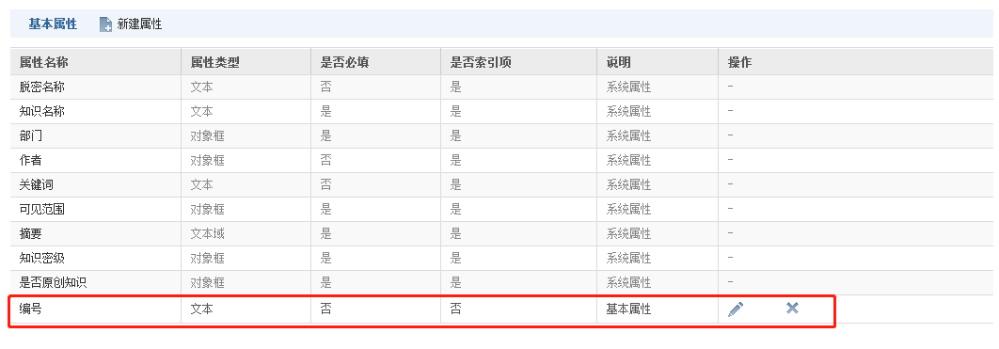 基本属性 新建属性
属性名称 属性类型 是否必填 是否索引项 说明 操作
脱密名称 文本 否 是 系统属性 -
知识名称 文本 是 是 系统属性 -
部门 对象框 是 是 系统属性 -
作者 对象框 否 是 系统属性 -
关键词 文本 否 是 系统属性 -
可见范围 对象框 是 是 系统属性 -
摘要 文本域 是 是 系统属性 -
知识密级 对象框 是 是 系统属性 -
是否原创知识 对象框 是 是 系统属性 -
编号 文本 否 否 基本属性